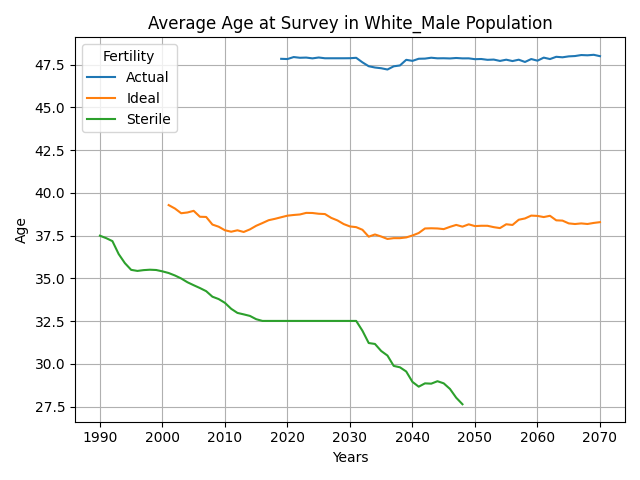 Average Age at Survey in White_Male Population
Fertility
Actual
Ideal
Sterile
Age
47.5
45.0
42.5
40.0
37.5
35.0
32.5
30.0
27.5
1990 2000 2010 2020 2030 2040 2050 2060 2070
Years